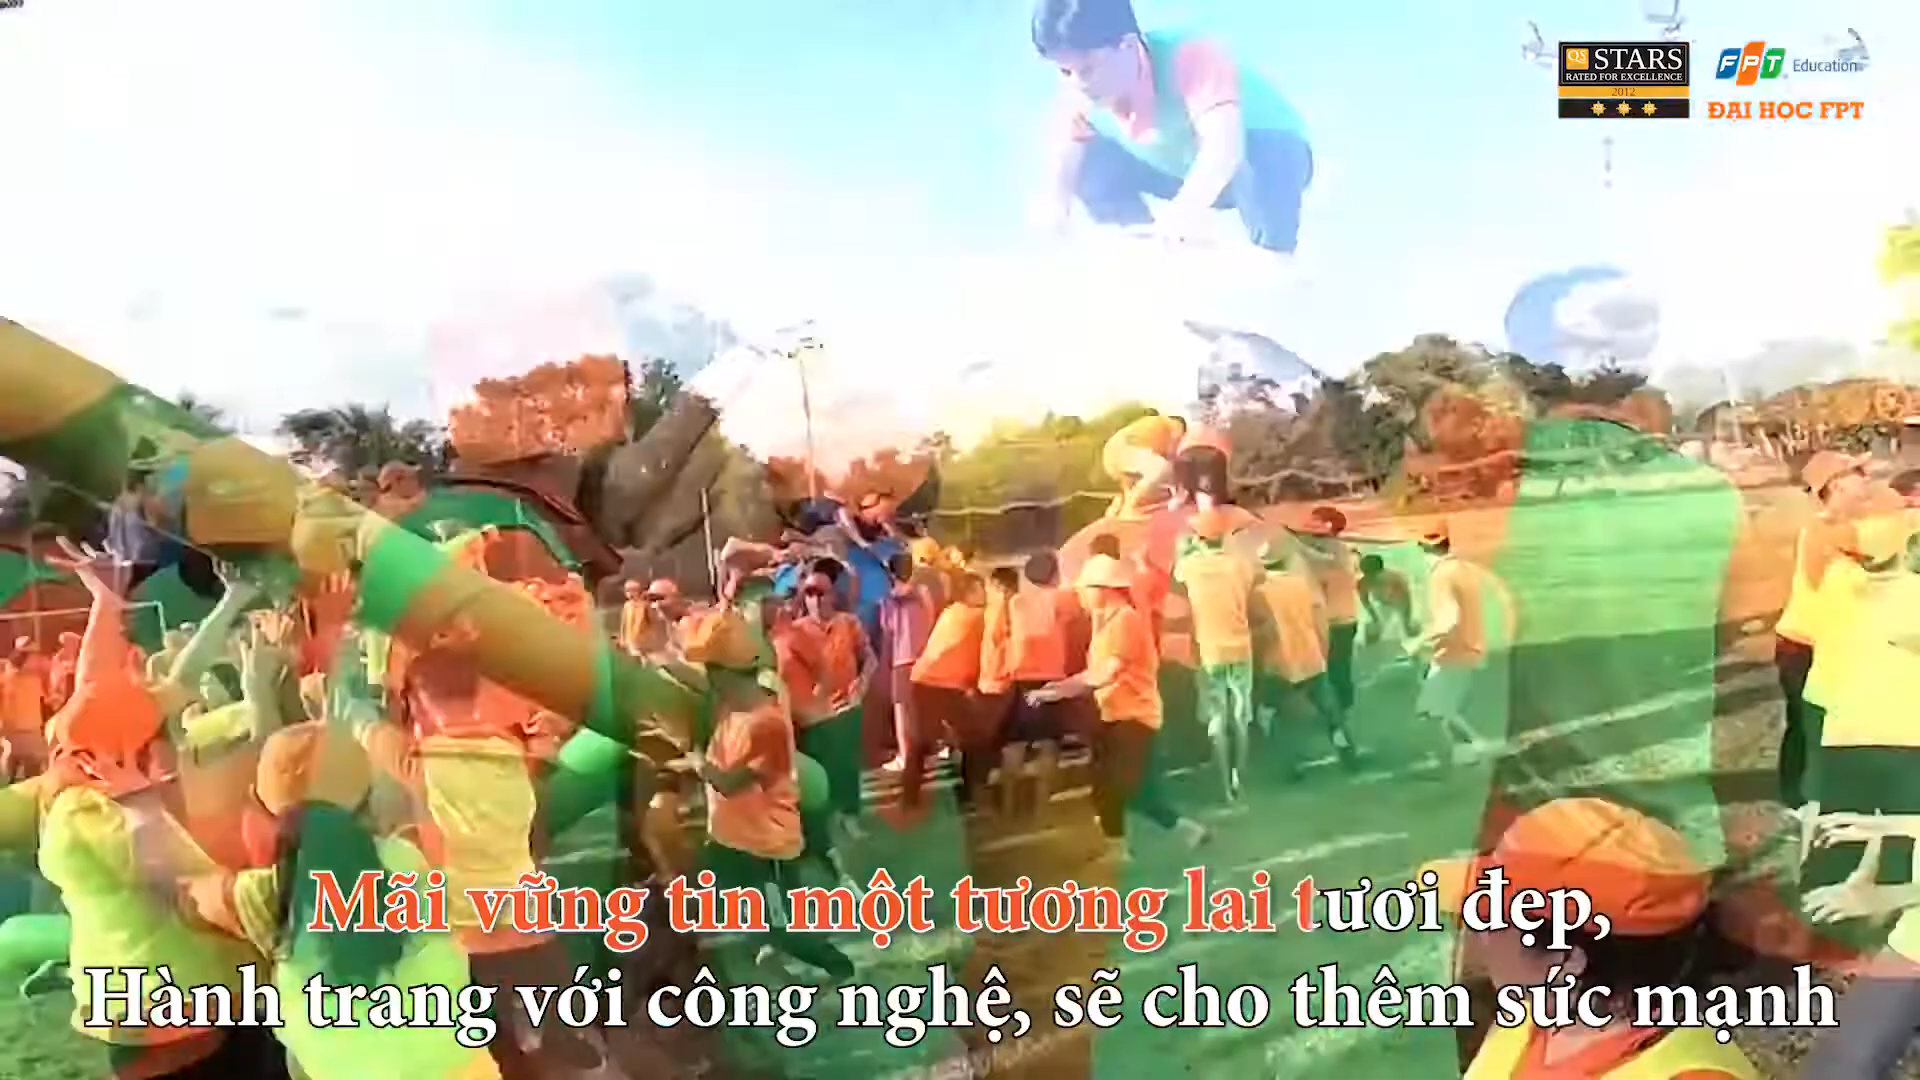 QS STARS
RATED FOR EXCELLENCE
2012
FPT Education
ĐẠI HỌC FPT
Mãi vững tin một tương lai tươi đẹp,
Hành trang với công nghệ, sẽ cho thêm sức mạnh